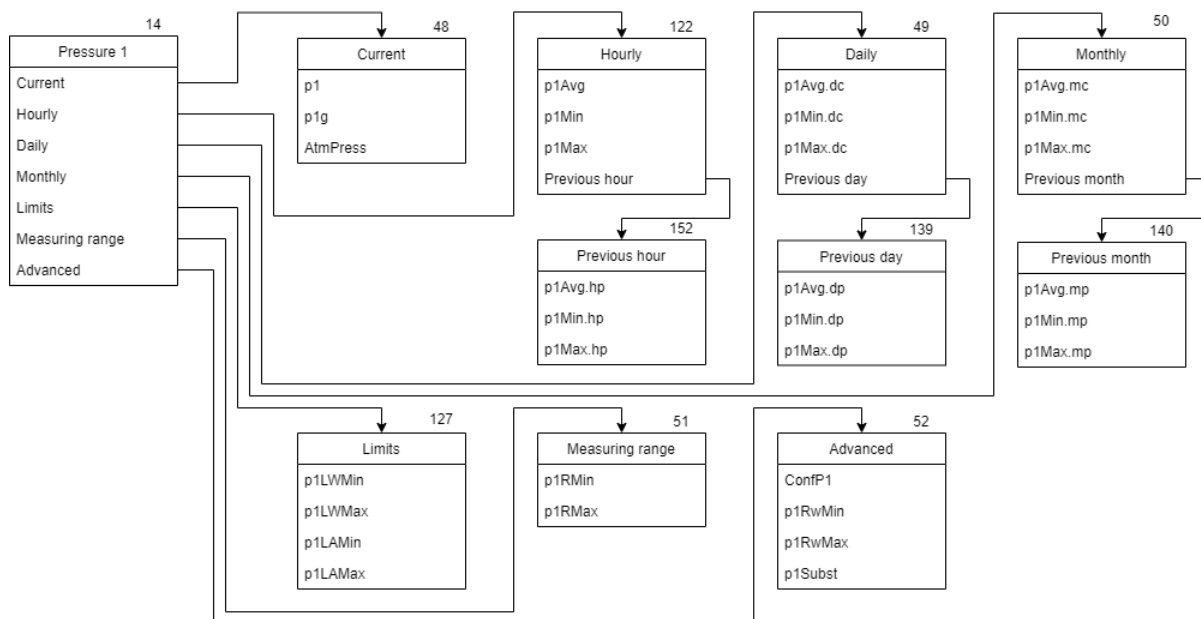 14
Pressure 1
Current
Hourly
Daily
Monthly
Limits
Measuring range
Advanced
48
Current
p1
p1g
AtmPress
122
Hourly
p1Avg
p1Min
p1Max
Previous hour
49
Daily
p1Avg.dc
p1Min.dc
p1Max.dc
Previous day
50
Monthly
p1Avg.mc
p1Min.mc
p1Max.mc
Previous month
152
Previous hour
p1Avg.hp
p1Min.hp
p1Max.hp
139
Previous day
p1Avg.dp
p1Min.dp
p1Max.dp
140
Previous month
p1Avg.mp
p1Min.mp
p1Max.mp
127
Limits
p1LWMin
p1LWMax
p1LAMin
p1LAMax
51
Measuring range
p1RMin
p1RMax
52
Advanced
ConfP1
p1RwMin
p1RwMax
p1Subst